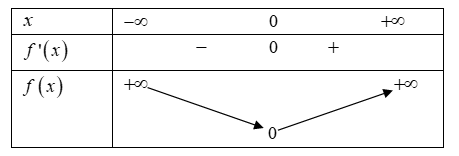 x −∞ 0 +∞
f'(x) − 0 +
f(x) +∞ +∞
0